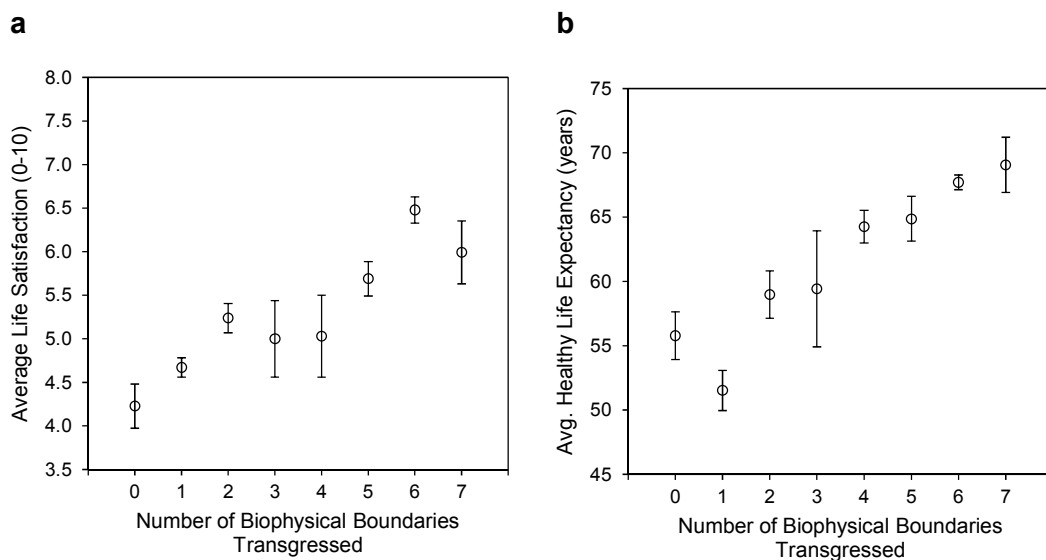 a
Average Life Satisfaction (0-10)
8.0
7.5
7.0
6.5
6.0
5.5
5.0
4.5
4.0
3.5
0 1 2 3 4 5 6 7
Number of Biophysical Boundaries
Transgressed
b
Avg. Healthy Life Expectancy (years)
75
70
65
60
55
50
45
0 1 2 3 4 5 6 7
Number of Biophysical Boundaries
Transgressed